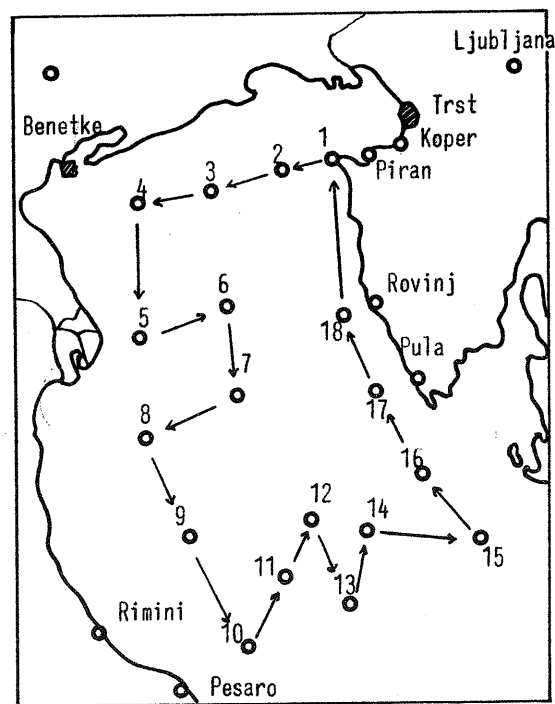 Ljubljana
Benetke
Trst
Koper
Piran
1
2
3
4
5
6
7
8
9
10
11
12
13
14
15
16
17
18
Rovinj
Pula
Rimini
Pesaro